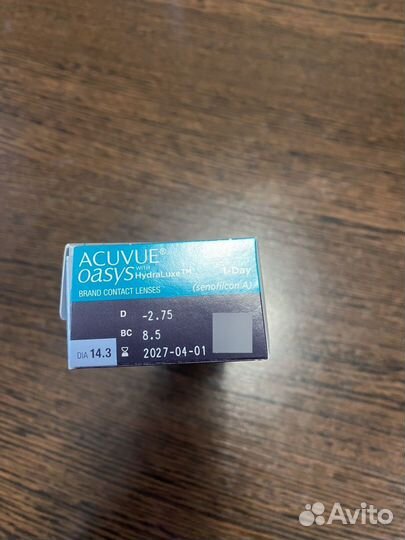 ACUVUE®
oasys WITH HydraLuxe™ 1-Day
BRAND CONTACT LENSES (senofilcon A)
D -2.75
BC 8.5
DIA 14.3 2027-04-01
Avito